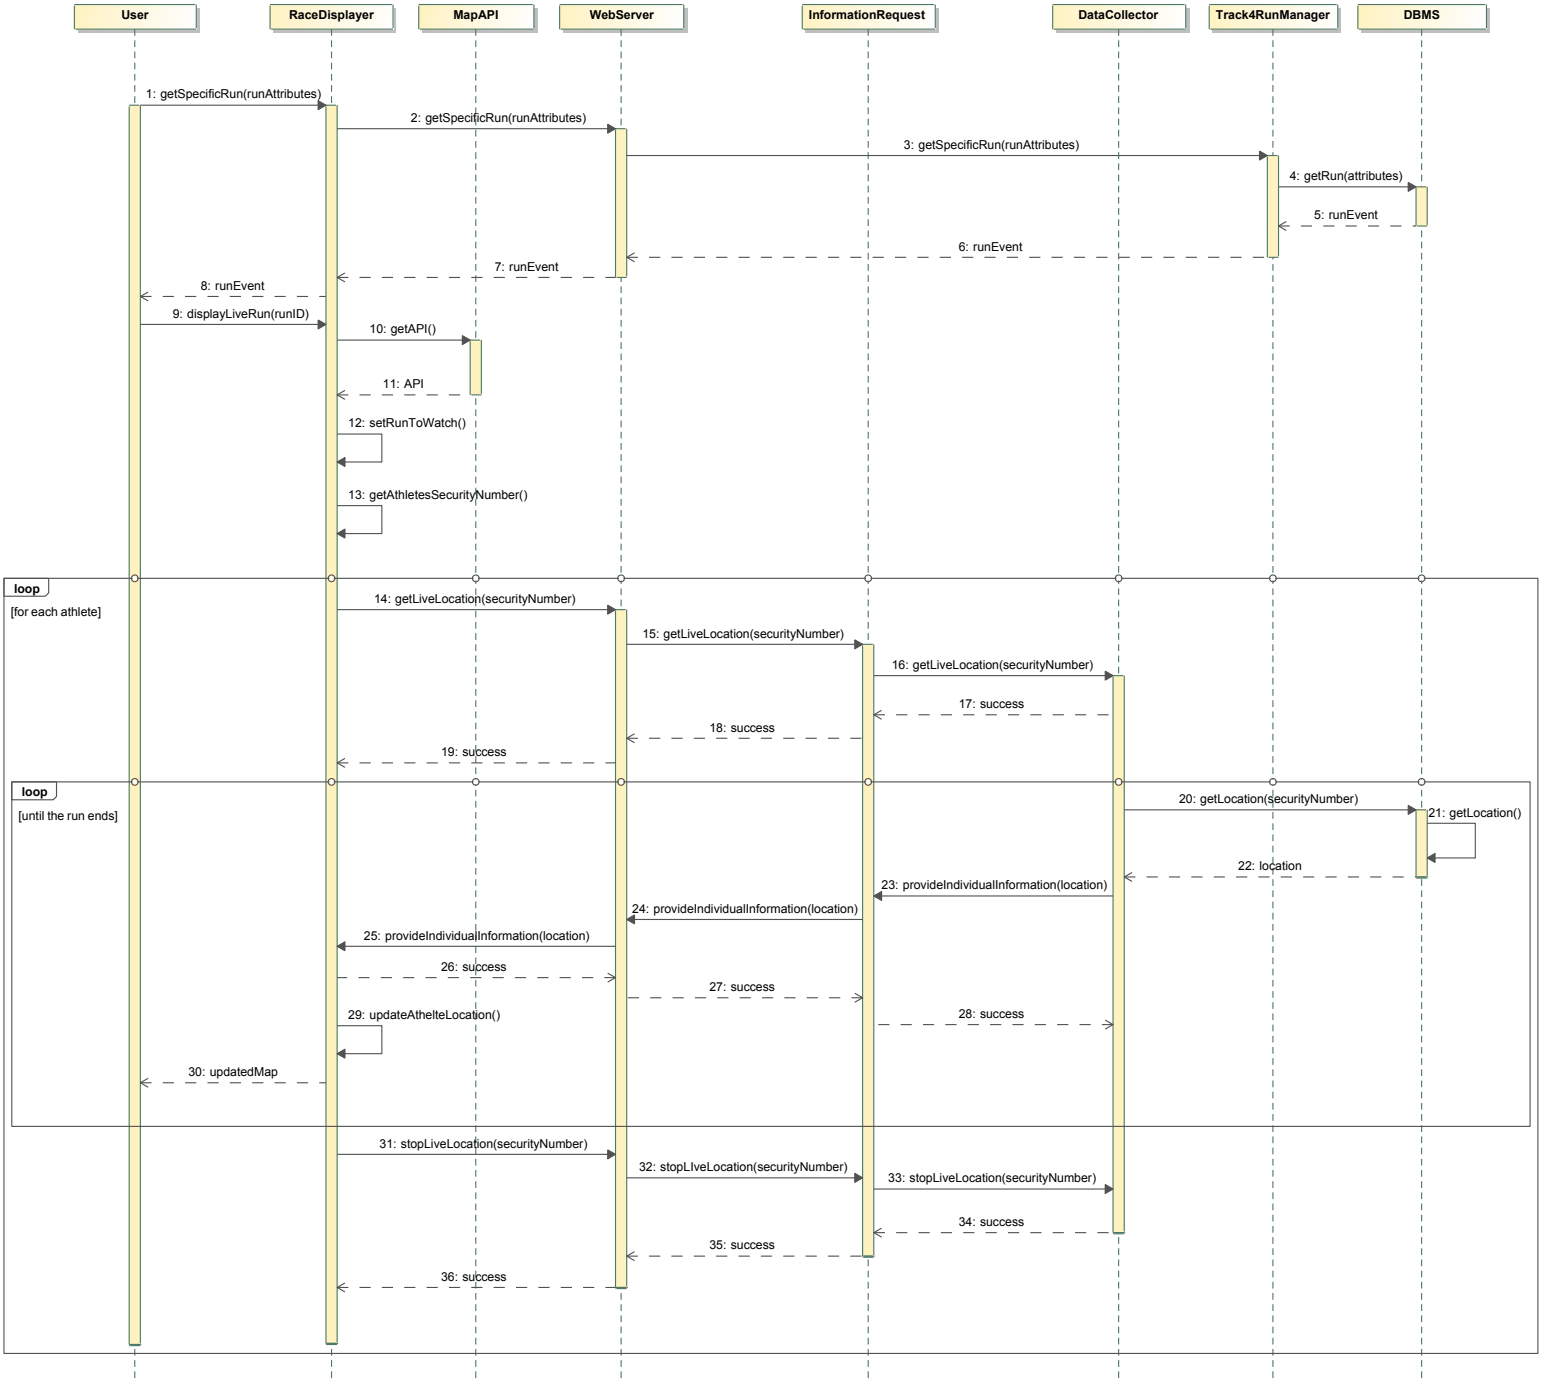 User
RaceDisplayer
MapAPI
WebServer
InformationRequest
DataCollector
Track4RunManager
DBMS
1: getSpecificRun(runAttributes)
2: getSpecificRun(runAttributes)
3: getSpecificRun(runAttributes)
4: getRun(attributes)
5: runEvent
6: runEvent
7: runEvent
8: runEvent
9: displayLiveRun(runID)
10: getAPI()
11: API
12: setRunToWatch()
13: getAthletesSecurityNumber()
loop
[for each athlete]
14: getLiveLocation(securityNumber)
15: getLiveLocation(securityNumber)
16: getLiveLocation(securityNumber)
17: success
18: success
19: success
loop
[until the run ends]
20: getLocation(securityNumber)
21: getLocation()
22: location
23: provideIndividualInformation(location)
24: provideIndividualInformation(location)
25: provideIndividualInformation(location)
26: success
27: success
28: success
29: updateAthelteLocation()
30: updatedMap
31: stopLiveLocation(securityNumber)
32: stopLIveLocation(securityNumber)
33: stopLiveLocation(securityNumber)
34: success
35: success
36: success